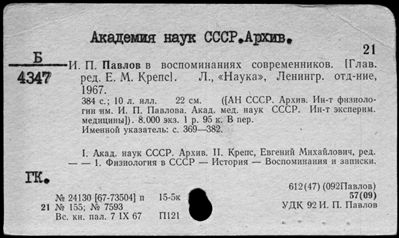 Академия наук СССР.Архив.
21
Б
4347
И. П. Павлов в воспоминаниях современников. [Глав.
ред. Е. М. Крепс]. Л., «Наука», Ленингр. отд-ние,
1967.
384 с.; 10 л. илл. 22 см. ([АН СССР. Архив. Ин-т физиоло-
гии им. И. П. Павлова. Акад. мед. наук СССР. Ин-т эксперим.
медицины]). 8.000 экз. 1 р. 95 к. В пер.
Именной указатель: с. 369—382.
I. Акад. наук СССР. Архив. II. Крепс, Евгений Михайлович, ред.
— — 1. Физиология в СССР — История — Воспоминания и записки.
ГК.
612(47) (092Павлов)
№ 24130 [67-73504] п 15-5к 57(09)
21 № 155; № 7593 УДК 92 И. П. Павлов
Вс. кн. пал. 7 IX 67 П121